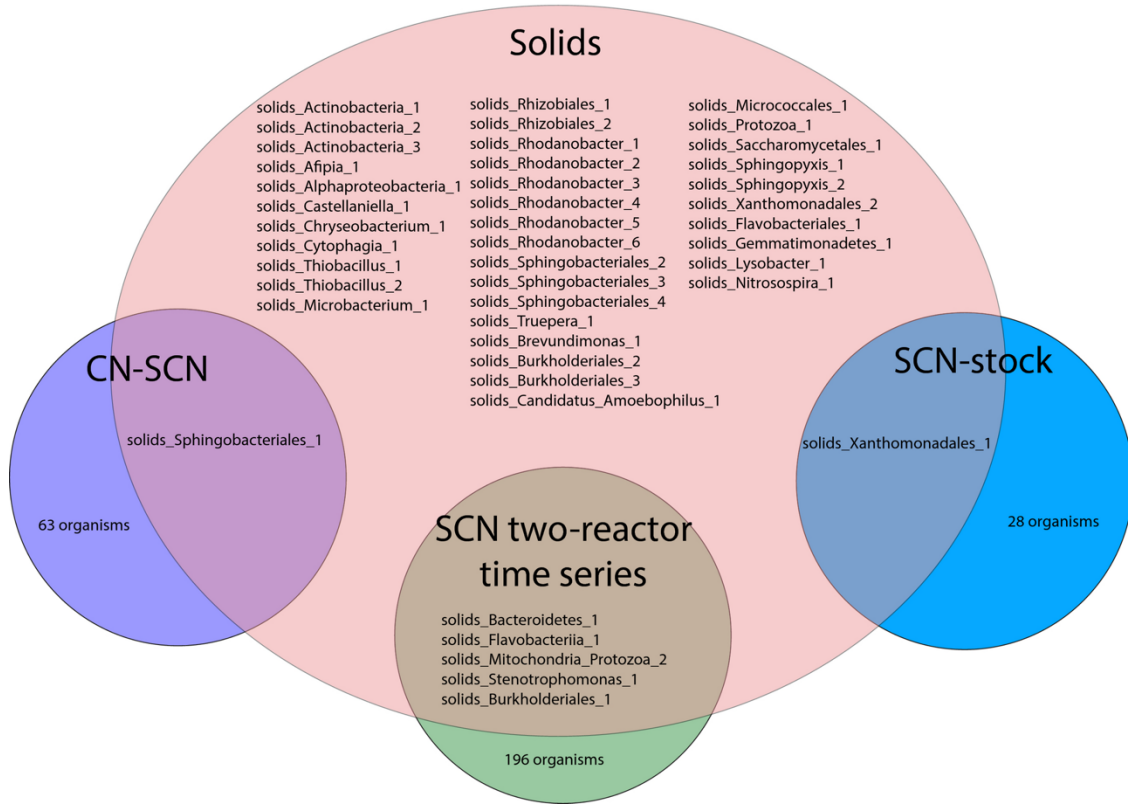 Solids
solids_Actinobacteria_1
solids_Actinobacteria_2
solids_Actinobacteria_3
solids_Afipia_1
solids_Alphaproteobacteria_1
solids_Castellaniella_1
solids_Chryseobacterium_1
solids_Cytophagia_1
solids_Thiobacillus_1
solids_Thiobacillus_2
solids_Microbacterium_1
solids_Rhizobiales_1
solids_Rhizobiales_2
solids_Rhodanobacter_1
solids_Rhodanobacter_2
solids_Rhodanobacter_3
solids_Rhodanobacter_4
solids_Rhodanobacter_5
solids_Rhodanobacter_6
solids_Sphingobacteriales_2
solids_Sphingobacteriales_3
solids_Sphingobacteriales_4
solids_Truepera_1
solids_Brevundimonas_1
solids_Burkholderiales_2
solids_Burkholderiales_3
solids_Candidatus_Amoebophilus_1
solids_Micrococcales_1
solids_Protozoa_1
solids_Saccharomycetales_1
solids_Sphingopyxis_1
solids_Sphingopyxis_2
solids_Xanthomonadales_2
solids_Flavobacteriales_1
solids_Gemmatimonadetes_1
solids_Lysobacter_1
solids_Nitrosospira_1
CN-SCN
solids_Sphingobacteriales_1
63 organisms
SCN two-reactor
time series
solids_Bacteroidetes_1
solids_Flavobacteriia_1
solids_Mitochondria_Protozoa_2
solids_Stenotrophomonas_1
solids_Burkholderiales_1
196 organisms
SCN-stock
solids_Xanthomonadales_1
28 organisms